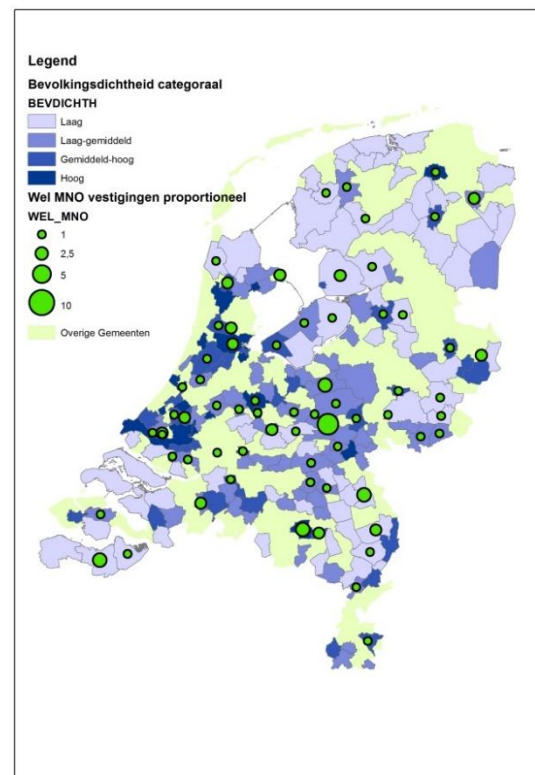 Legend
Bevolkingsdichtheid categoraal
BEVDICHTH
Laag
Laag-gemiddeld
Gemiddeld-hoog
Hoog
Wel MNO vestigingen proportioneel
WEL_MNO
1
2,5
5
10
Overige Gemeenten